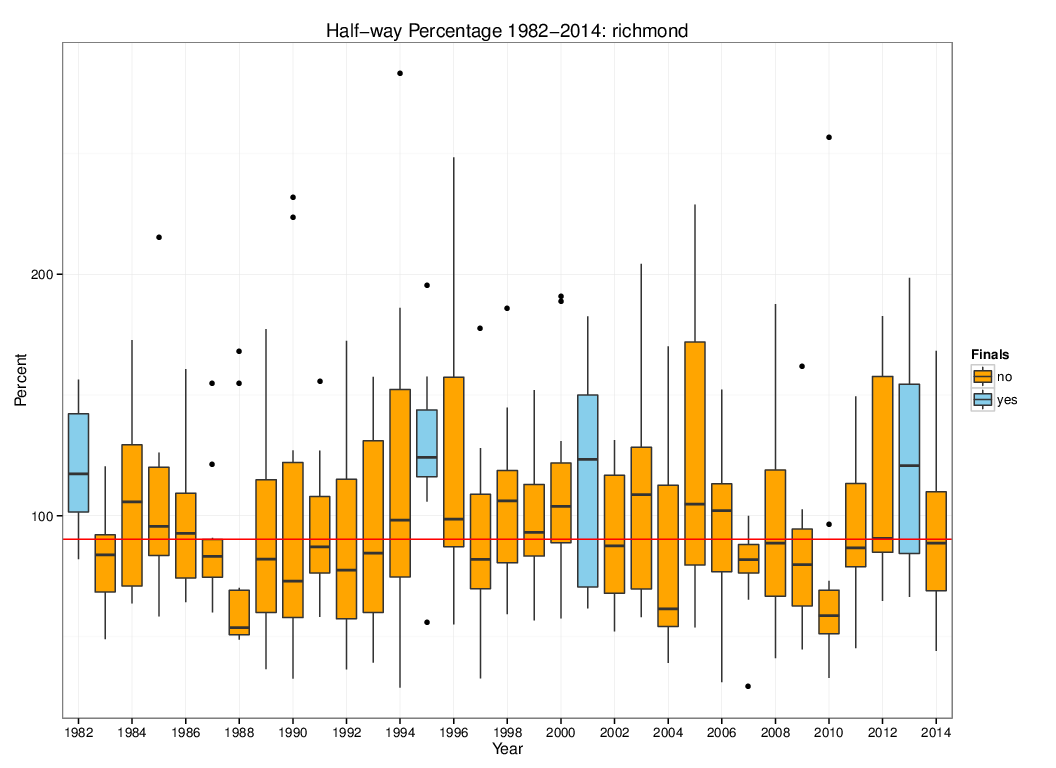 Half−way Percentage 1982−2014: richmond
Percent
200
100
1982 1984 1986 1988 1990 1992 1994 1996 1998 2000 2002 2004 2006 2008 2010 2012 2014
Year
Finals
no
yes